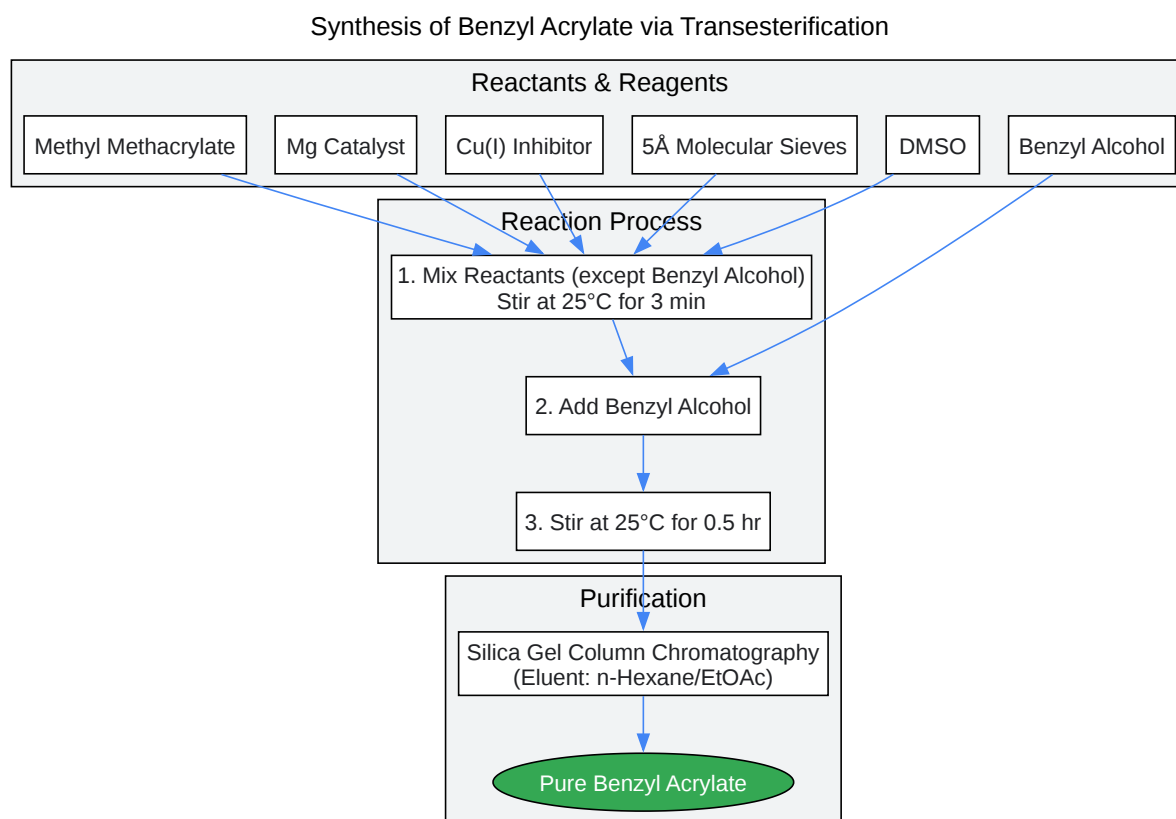 Synthesis of Benzyl Acrylate via Transesterification
Reactants & Reagents
Methyl Methacrylate
Mg Catalyst
Cu(I) Inhibitor
5Å Molecular Sieves
DMSO
Benzyl Alcohol
Reaction Process
1. Mix Reactants (except Benzyl Alcohol)
Stir at 25°C for 3 min
2. Add Benzyl Alcohol
3. Stir at 25°C for 0.5 hr
Purification
Silica Gel Column Chromatography
(Eluent: n-Hexane/EtOAc)
Pure Benzyl Acrylate